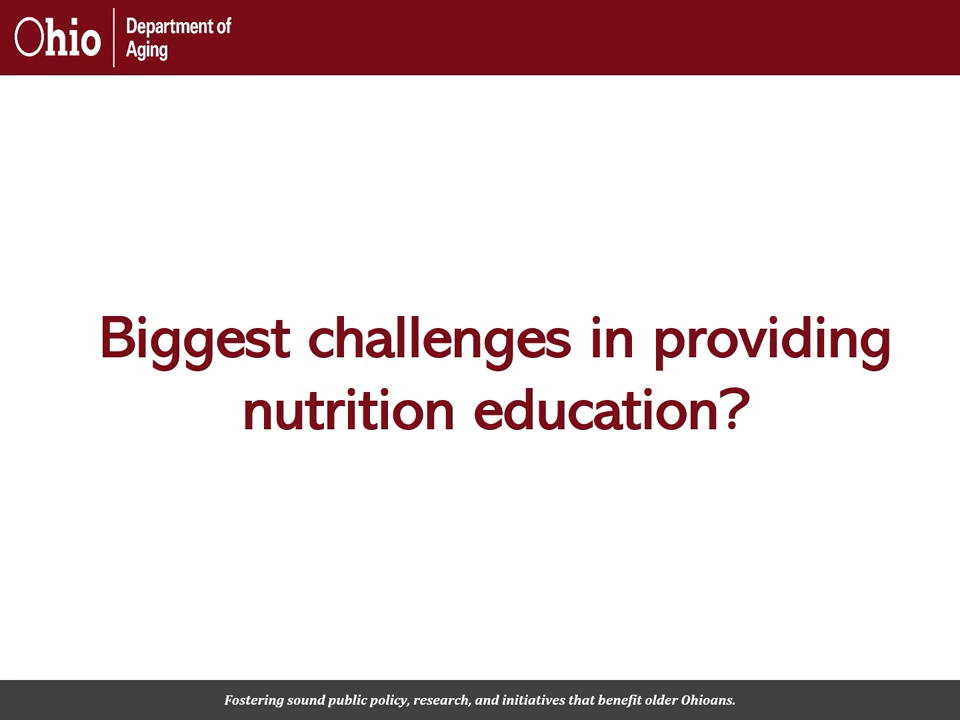 Ohio
Department of
Aging
Biggest challenges in providing
nutrition education?
Fostering sound public policy, research, and initiatives that benefit older Ohioans.